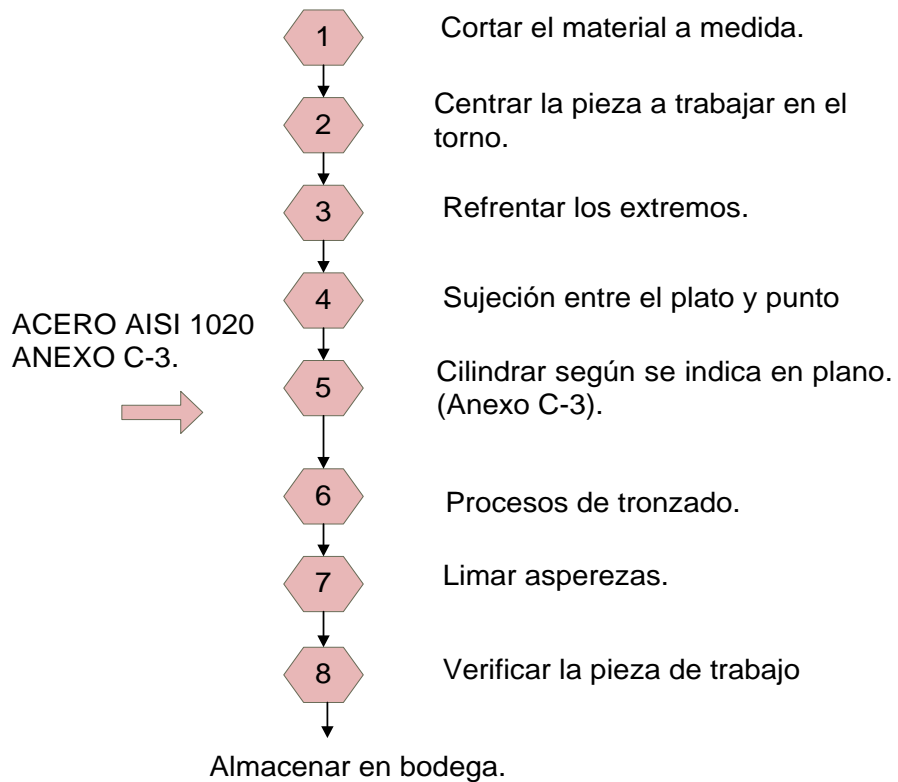 1
Cortar el material a medida.
2
Centrar la pieza a trabajar en el
torno.
3
Refrentar los extremos.
4
Sujeción entre el plato y punto
ACERO AISI 1020
ANEXO C-3.
5
Cilindrar según se indica en plano.
(Anexo C-3).
6
Procesos de tronzado.
7
Limar asperezas.
8
Verificar la pieza de trabajo
Almacenar en bodega.